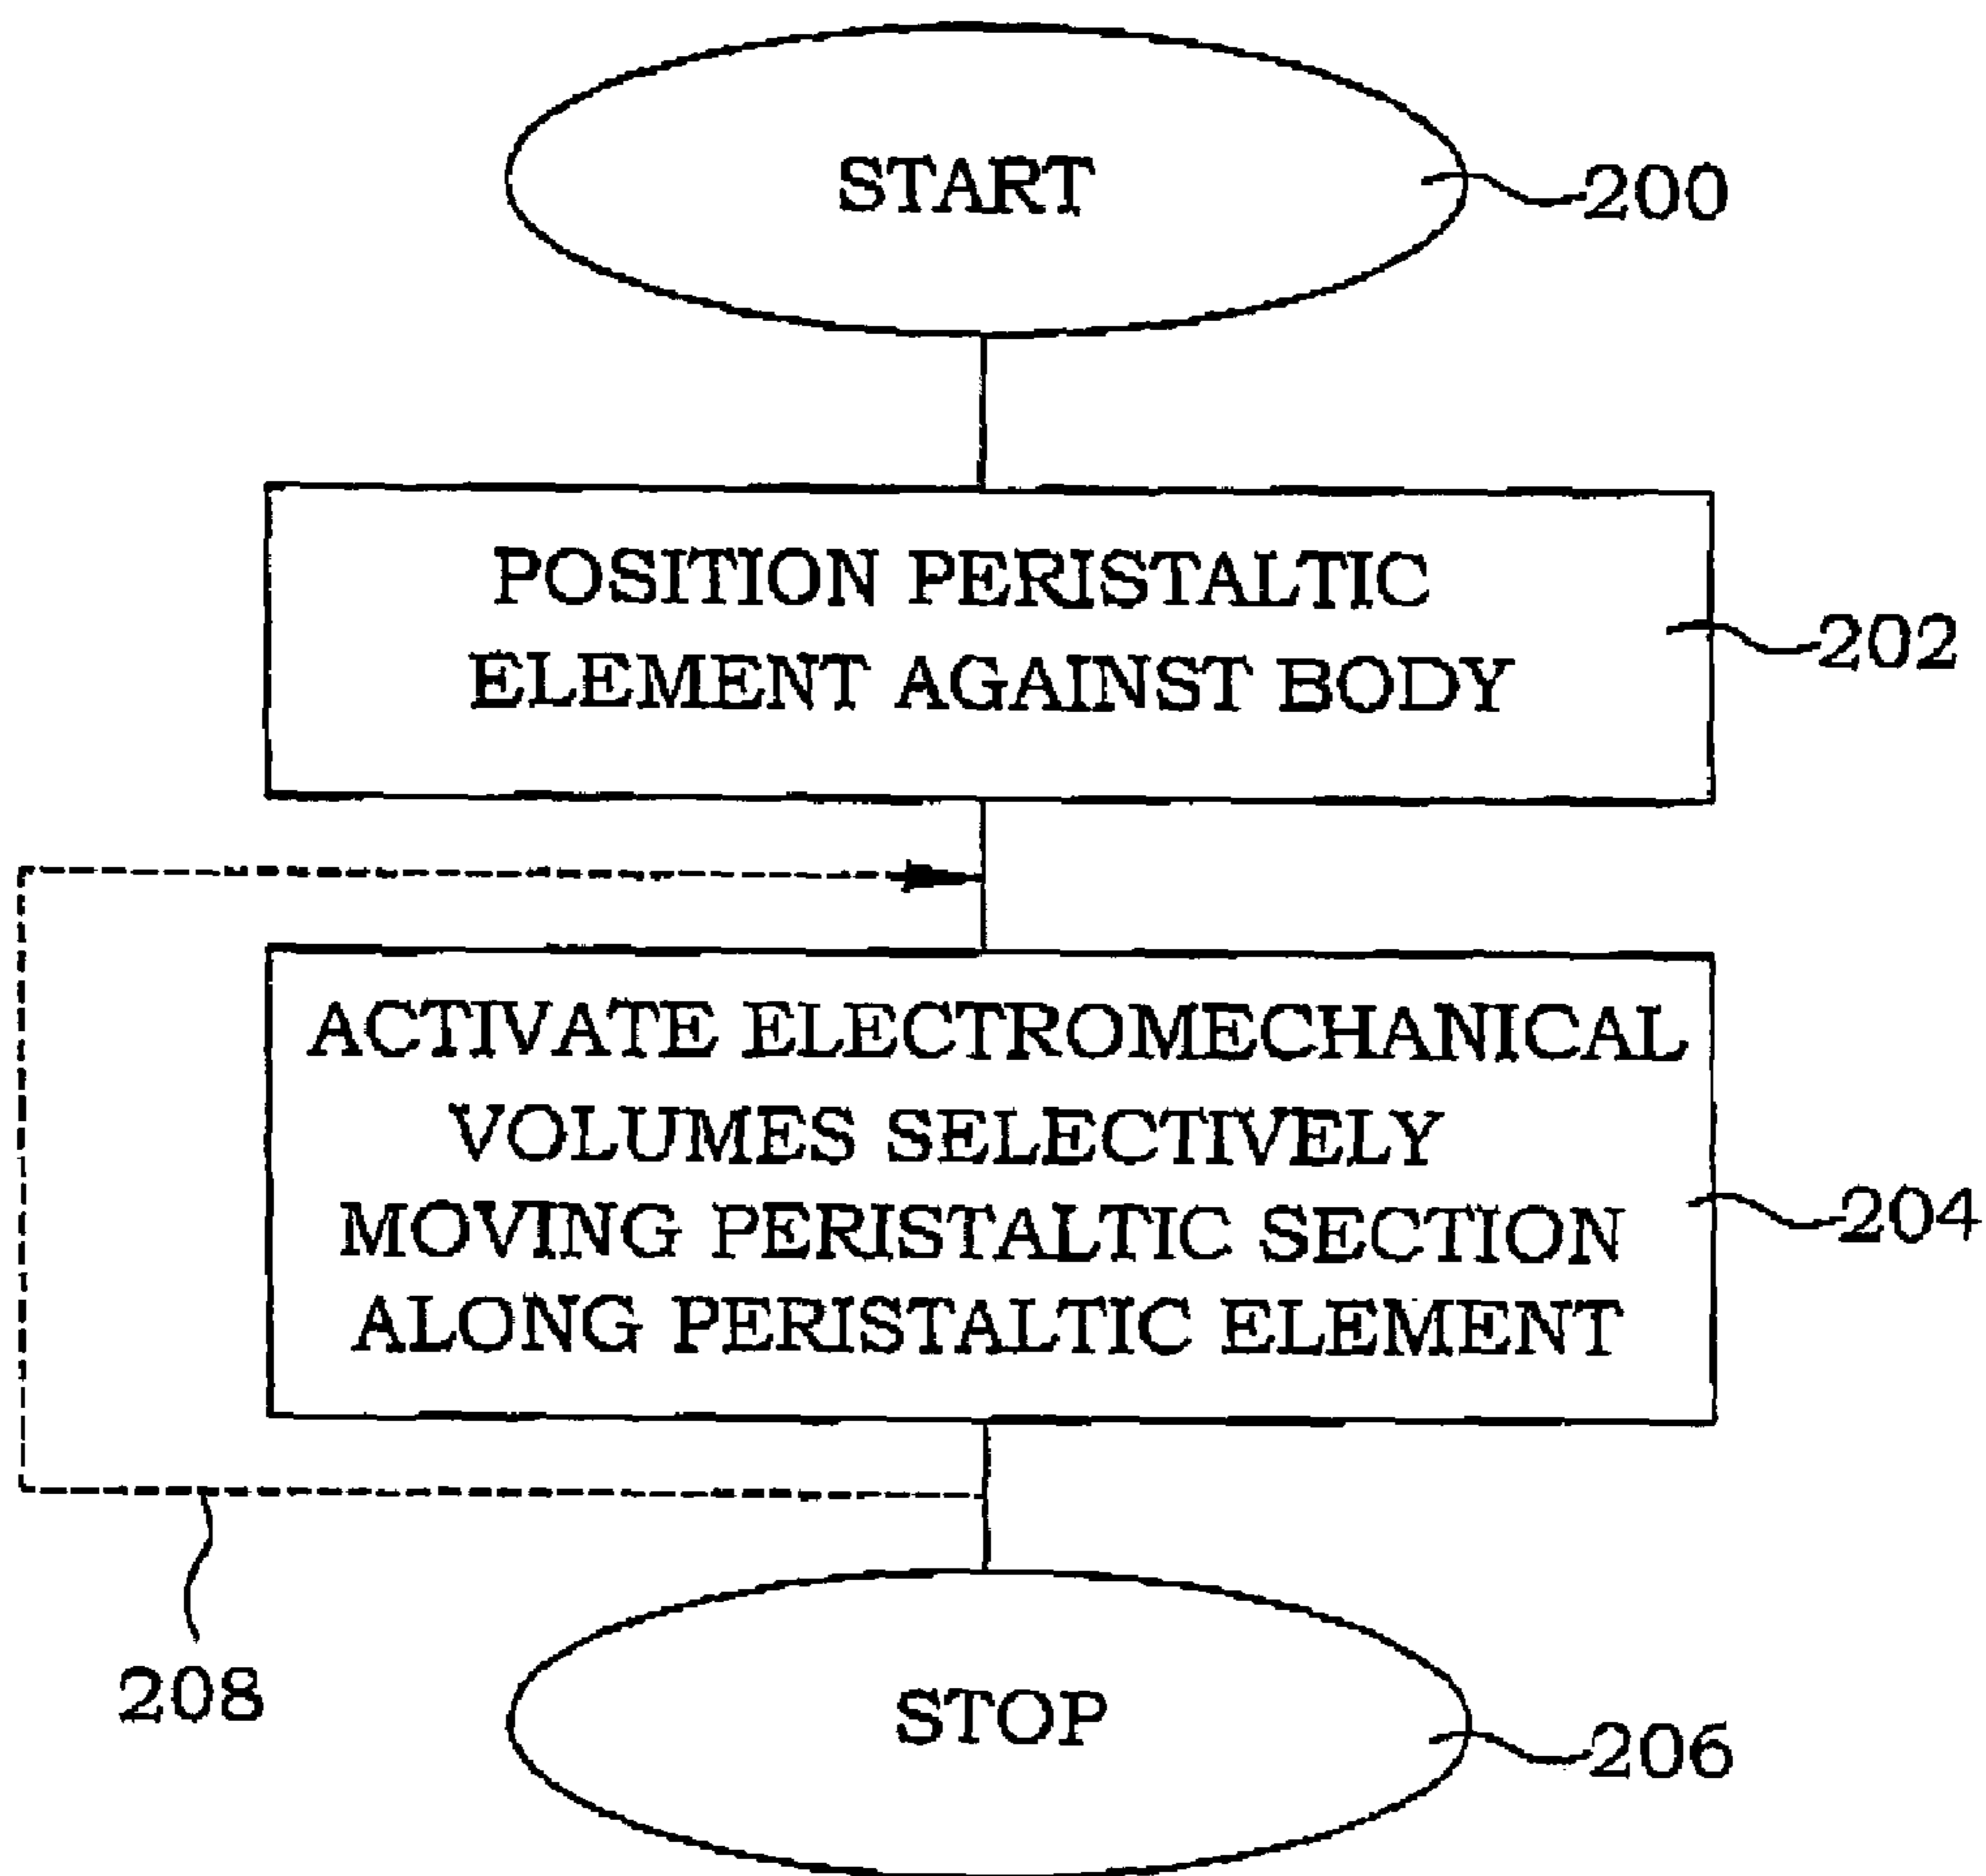 START
200
POSITION PERISTALTIC
ELEMENT AGAINST BODY
202
ACTIVATE ELECTROMECHANICAL
VOLUMES SELECTIVELY
MOVING PERISTALTIC SECTION
ALONG PERISTALTIC ELEMENT
204
208
STOP
206